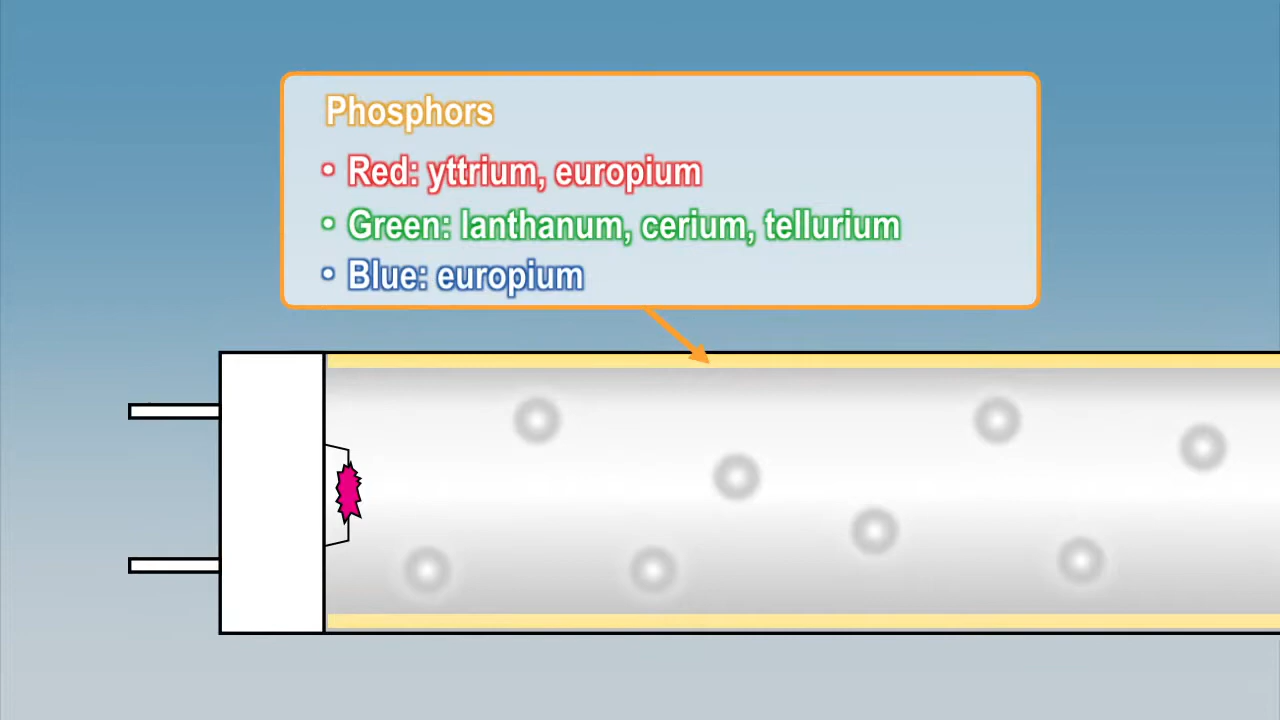 Phosphors
• Red: yttrium, europium
• Green: lanthanum, cerium, tellurium
• Blue: europium